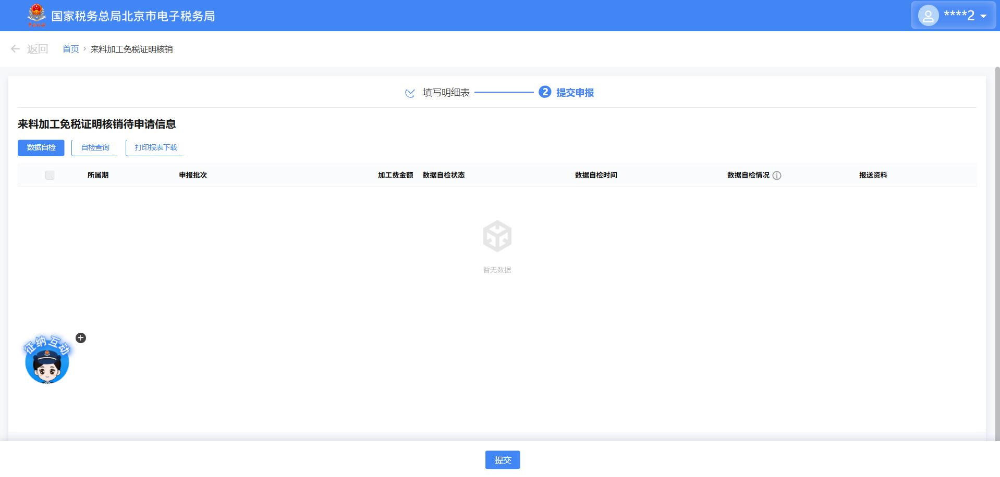 国家税务总局北京市电子税务局
****2
返回 首页 › 来料加工免税证明核销
填写明细表 2 提交申报
来料加工免税证明核销待申请信息
数据自检 自检查询 打印报表下载
所属期 申报批次 加工费金额 数据自检状态 数据自检时间 数据自检情况 报送资料
暂无数据
征纳互动
提交